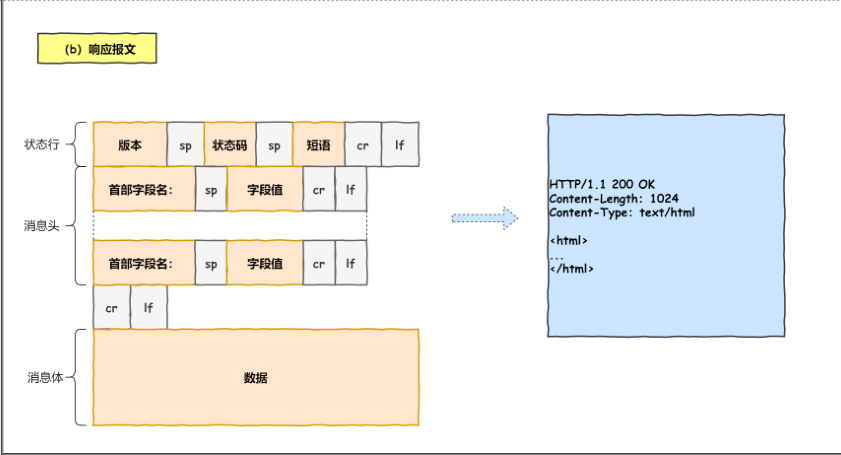 （b）响应报文
状态行
版本 sp 状态码 sp 短语 cr lf
消息头
首部字段名： sp 字段值 cr lf
首部字段名： sp 字段值 cr lf
cr lf
消息体
数据
HTTP/1.1 200 OK
Content-Length: 1024
Content-Type: text/html
<html>
...
</html>